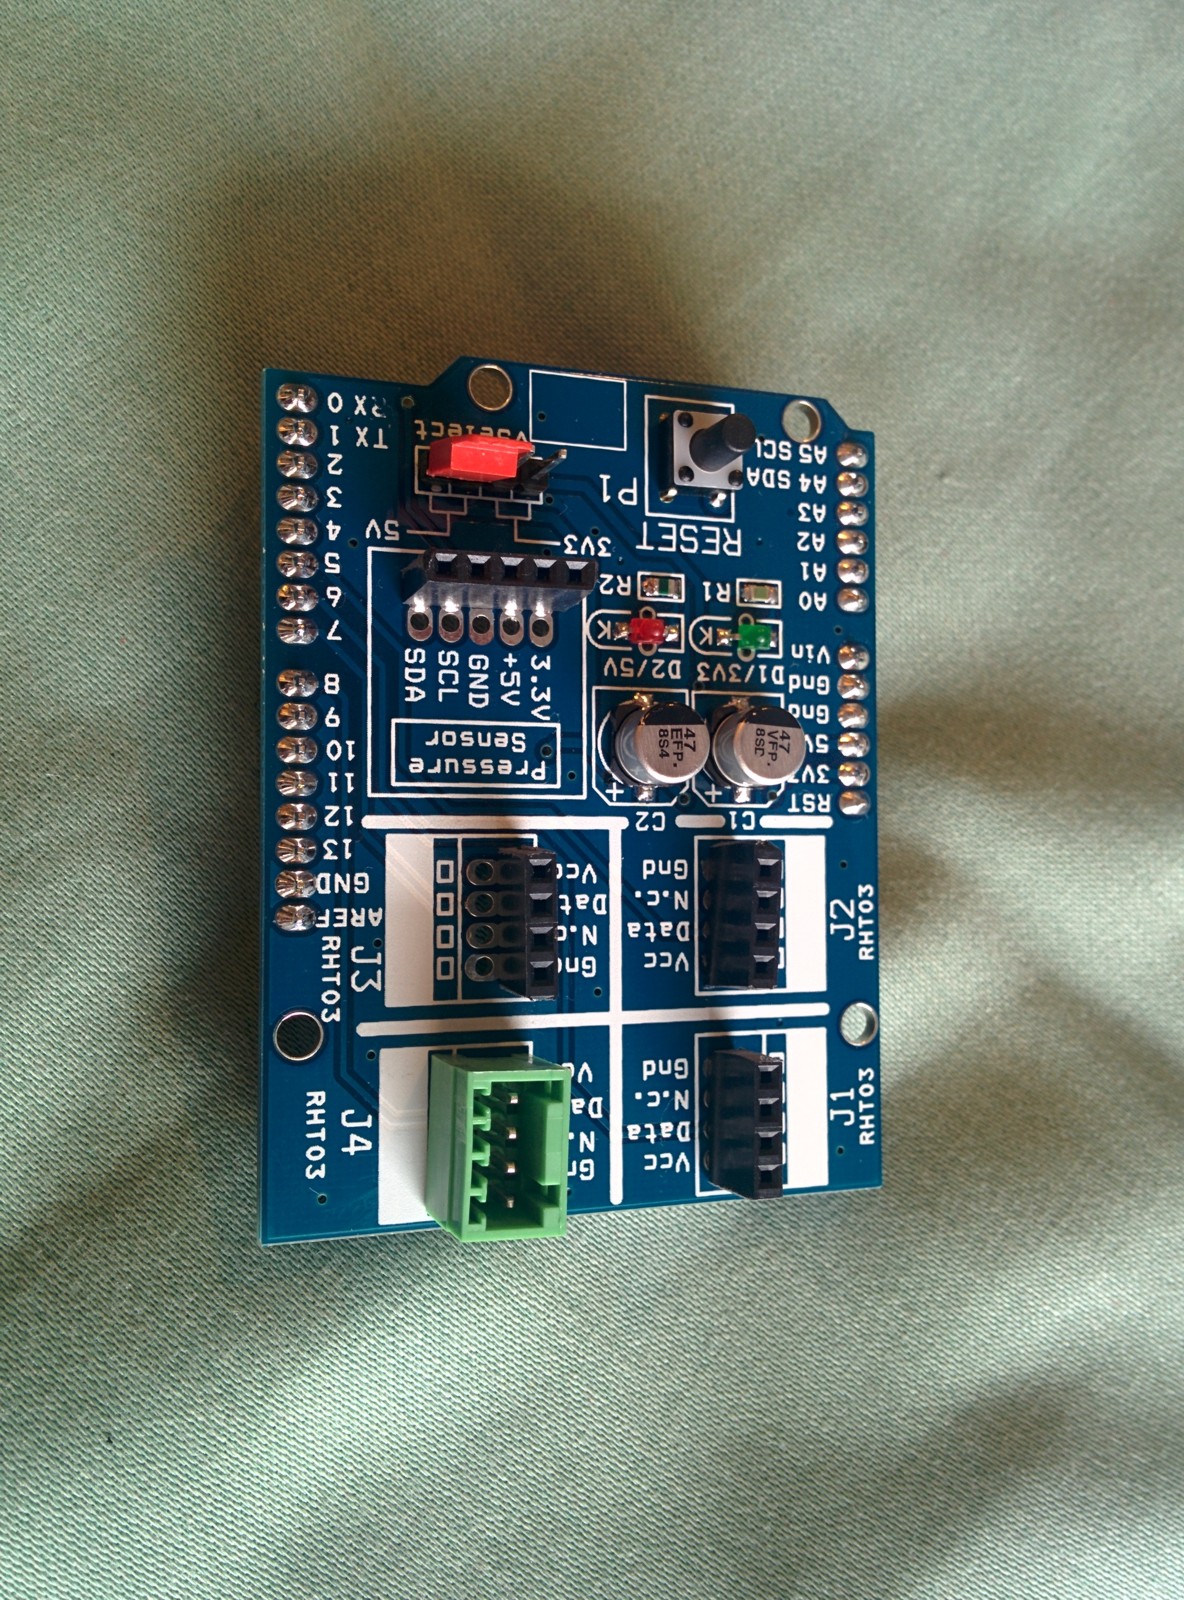 RX 0
TX 1
2
3
4
5
6
7
8
9
10
11
12
13
GND
AREF
Vselect
5V
3V3
P1
RESET
A5 SCL
A4 SDA
A3
A2
A1
A0
Vin
Gnd
Gnd
5V
RST
R2
R1
K
K
D2/5V
D1/3V3
SDA
SCL
GND
+5V
3.3V
Pressure
Sensor
47
EFP.
8S4
47
VFP.
+
+
C2
C1
Vcc
Data
N.c
Gnd
J3
RHT03
Gnd
N.c.
Data
Vcc
J2
RHT03
J4
RHT03
Gnd
N.c.
Data
Vcc
J1
RHT03